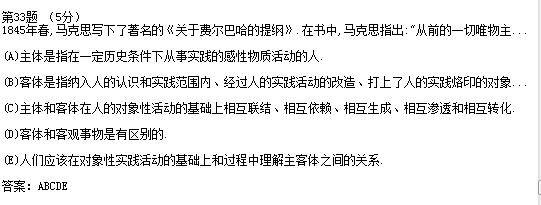 第33题 (5分)
1845年春,马克思写下了著名的《关于费尔巴哈的提纲》.在书中,马克思指出:“从前的一切唯物主...
(A)主体是指在一定历史条件下从事实践的感性物质活动的人.
(B)客体是指纳入人的认识和实践范围内、经过人的实践活动的改造、打上了人的实践烙印的对象...
(C)主体和客体在人的对象性活动的基础上相互联结、相互依赖、相互生成、相互渗透和相互转化.
(D)客体和客观事物是有区别的.
(E)人们应该在对象性实践活动的基础上和过程中理解主客体之间的关系.
答案: ABCDE